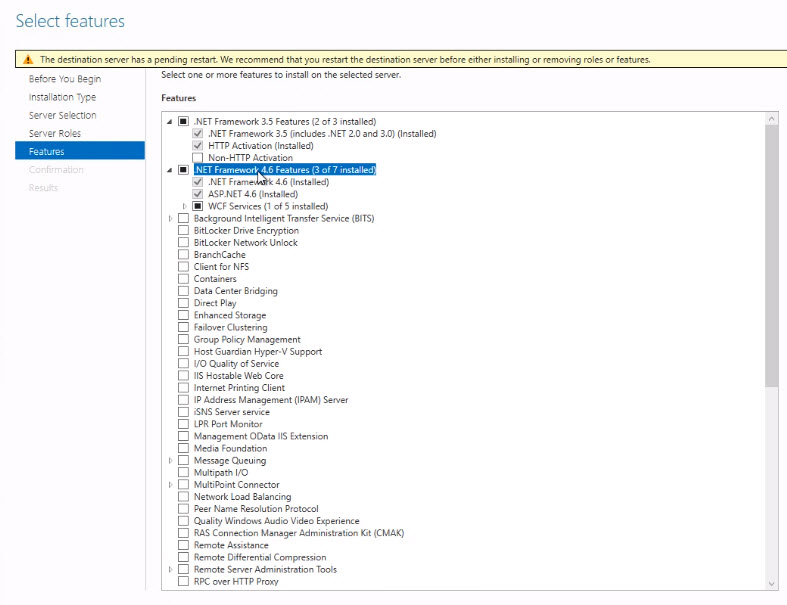 Select features
The destination server has a pending restart. We recommend that you restart the destination server before either installing or removing roles or features.
Before You Begin
Installation Type
Server Selection
Server Roles
Features
Confirmation
Results
Select one or more features to install on the selected server.
Features
.NET Framework 3.5 Features (2 of 3 installed)
.NET Framework 3.5 (includes .NET 2.0 and 3.0) (Installed)
HTTP Activation (Installed)
Non-HTTP Activation
.NET Framework 4.6 Features (3 of 7 installed)
.NET Framework 4.6 (Installed)
ASP.NET 4.6 (Installed)
WCF Services (1 of 5 installed)
Background Intelligent Transfer Service (BITS)
BitLocker Drive Encryption
BitLocker Network Unlock
BranchCache
Client for NFS
Containers
Data Center Bridging
Direct Play
Enhanced Storage
Failover Clustering
Group Policy Management
Host Guardian Hyper-V Support
I/O Quality of Service
IIS Hostable Web Core
Internet Printing Client
IP Address Management (IPAM) Server
iSNS Server service
LPR Port Monitor
Management OData IIS Extension
Media Foundation
Message Queuing
Multipath I/O
MultiPoint Connector
Network Load Balancing
Peer Name Resolution Protocol
Quality Windows Audio Video Experience
RAS Connection Manager Administration Kit (CMAK)
Remote Assistance
Remote Differential Compression
Remote Server Administration Tools
RPC over HTTP Proxy